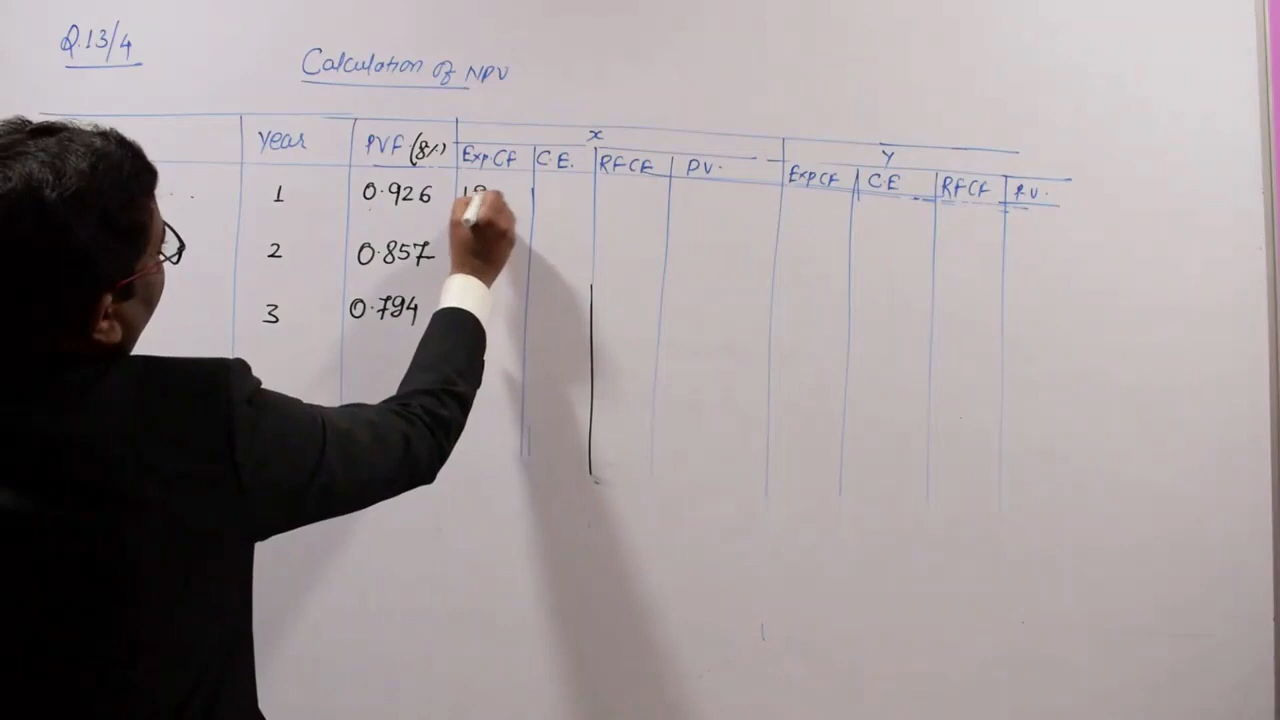 Q.13/4
Calculation of NPV
Year PVF (8%) X Y
Exp.CF C.E. RFCF PV. Exp CF C.E RFCF P.V.
1 0.926
2 0.857
3 0.794